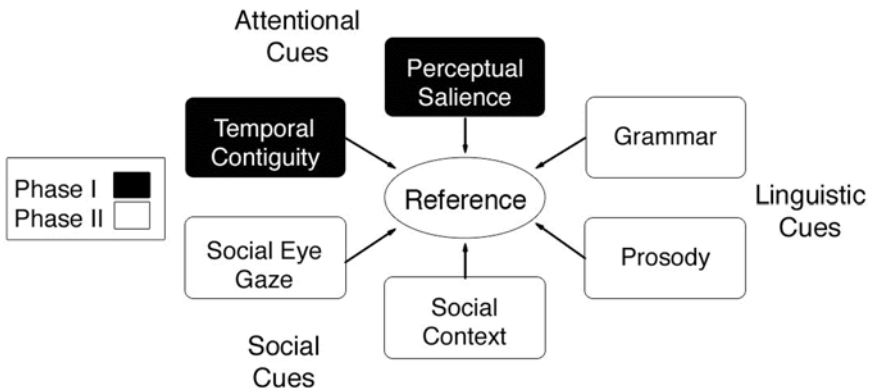 Attentional
Cues
Perceptual
Salience
Temporal
Contiguity
Grammar
Phase I
Phase II
Reference
Linguistic
Cues
Social Eye
Gaze
Prosody
Social
Context
Social
Cues